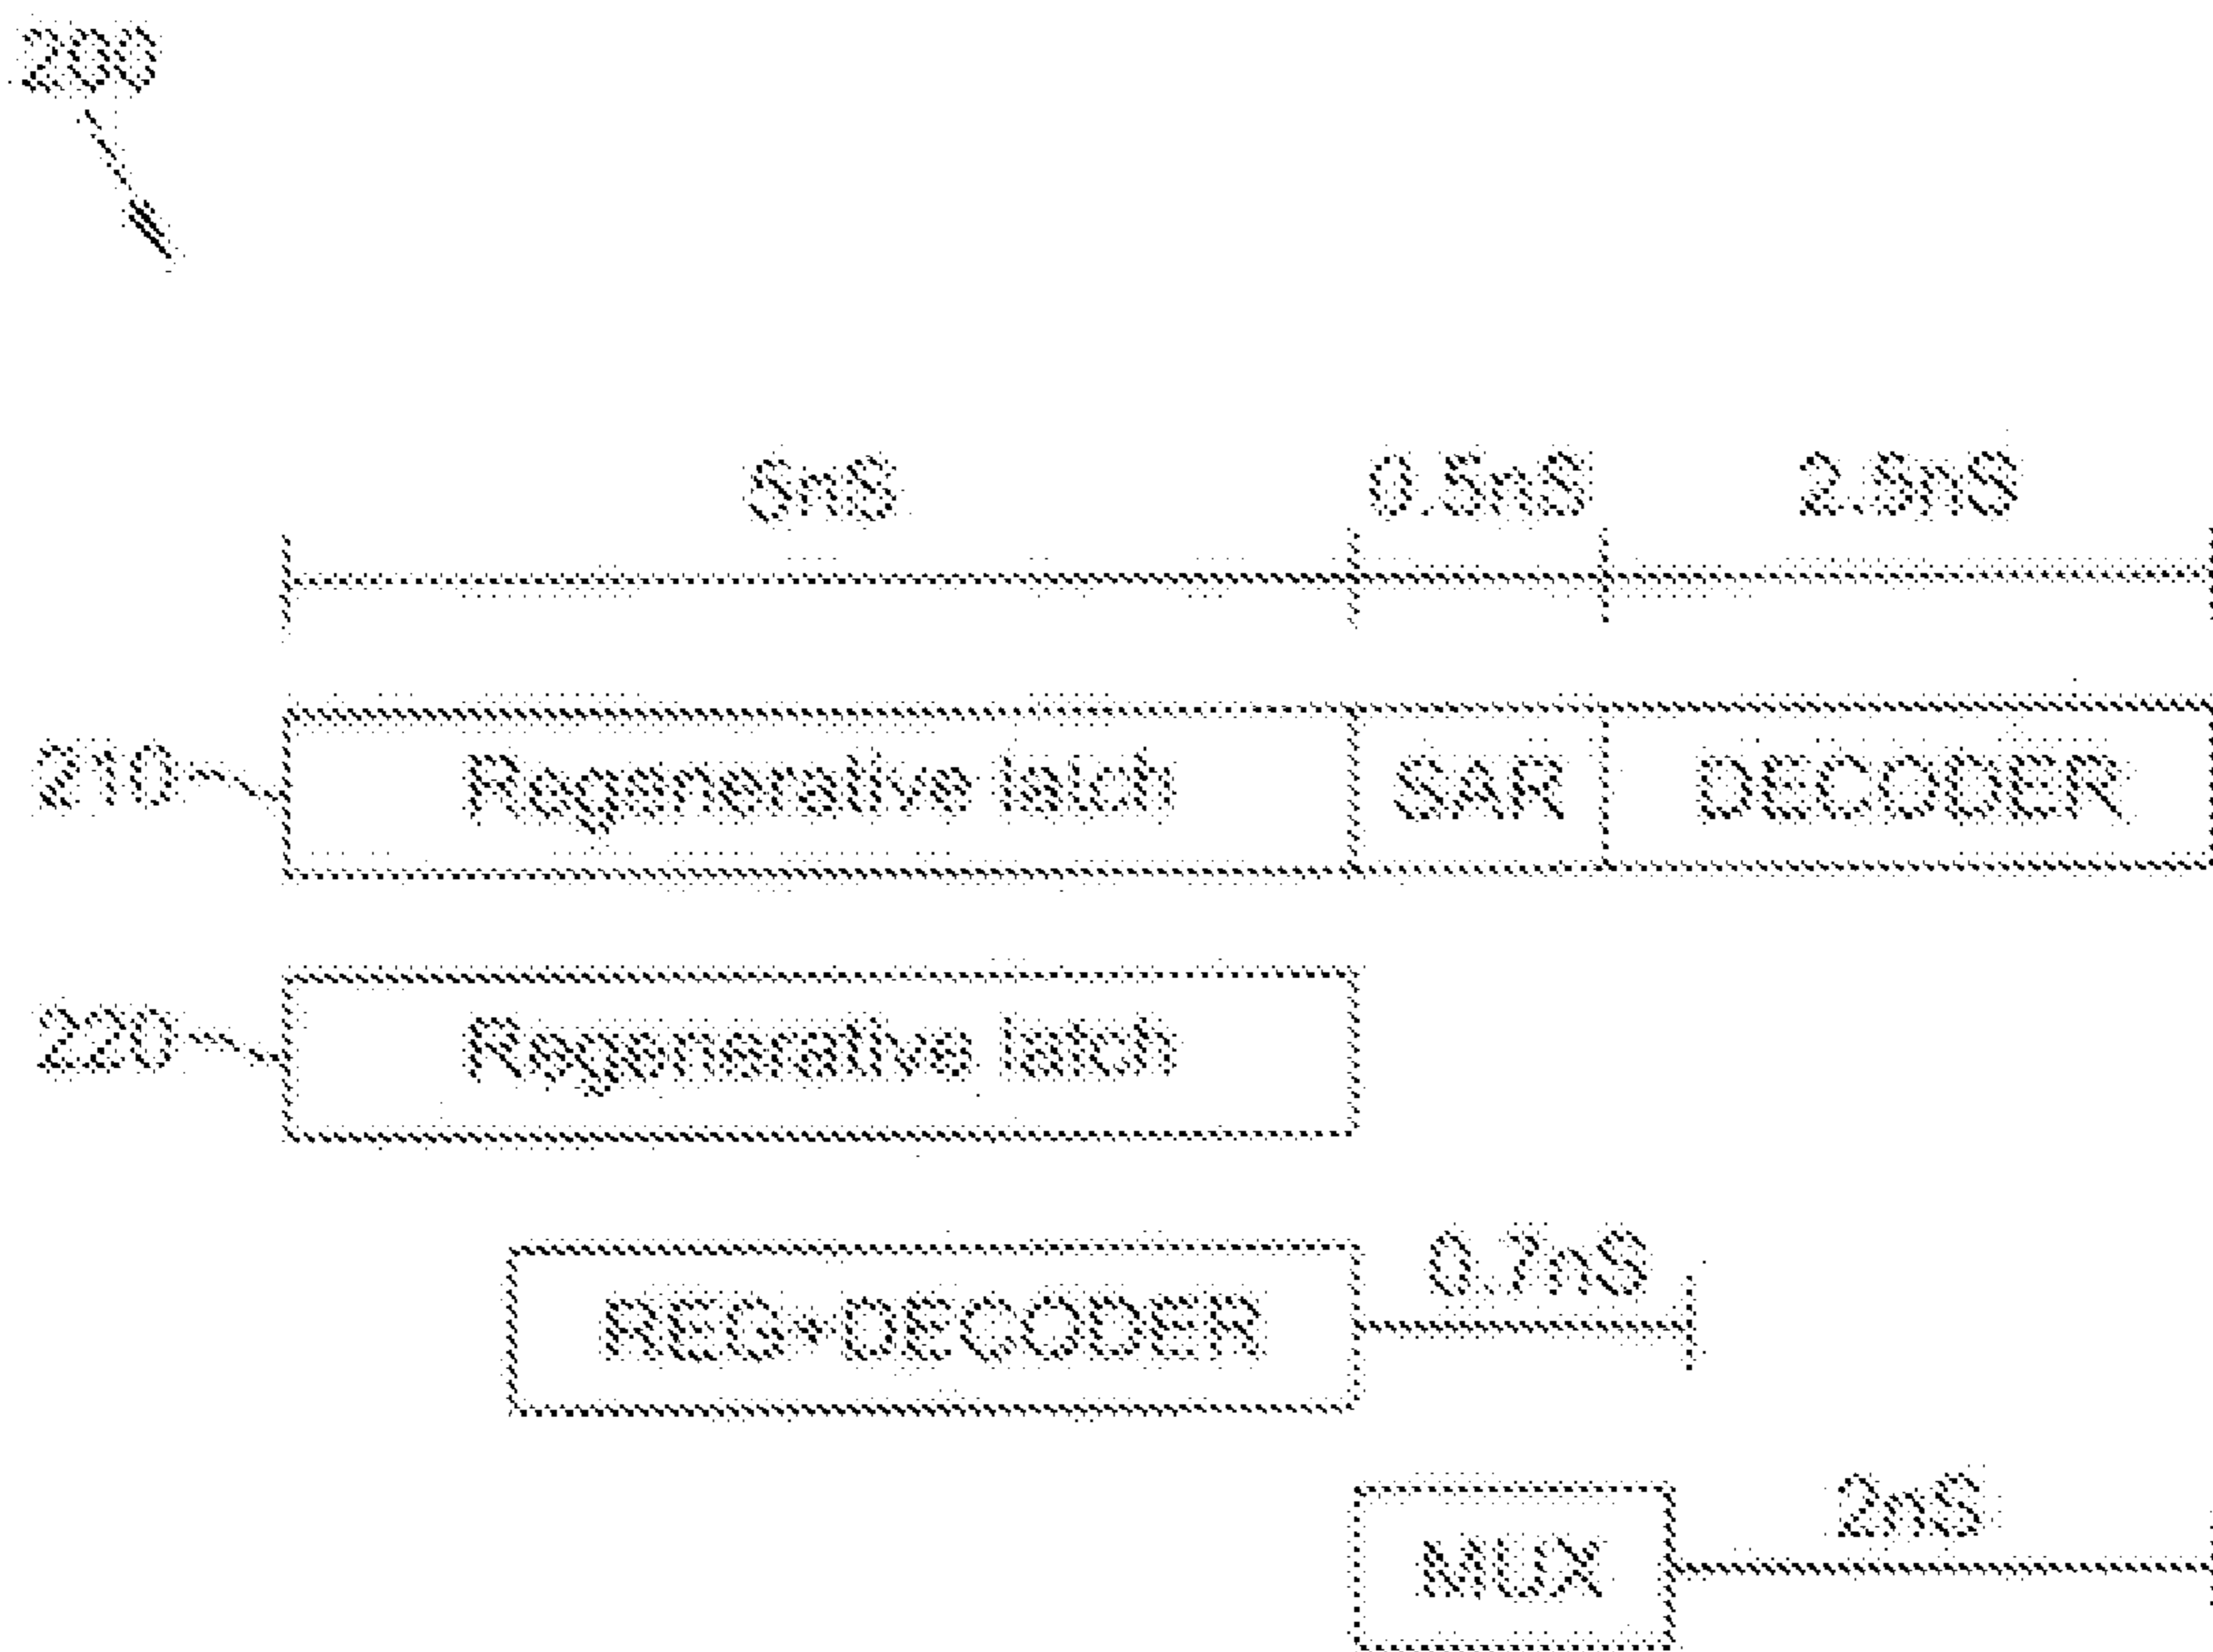 200
5nS 0.5nS 2.5nS
210 Regenerative latch SAR DECODER
220 Regenerative latch
REG+DECODER 0.7nS
MUX 2nS